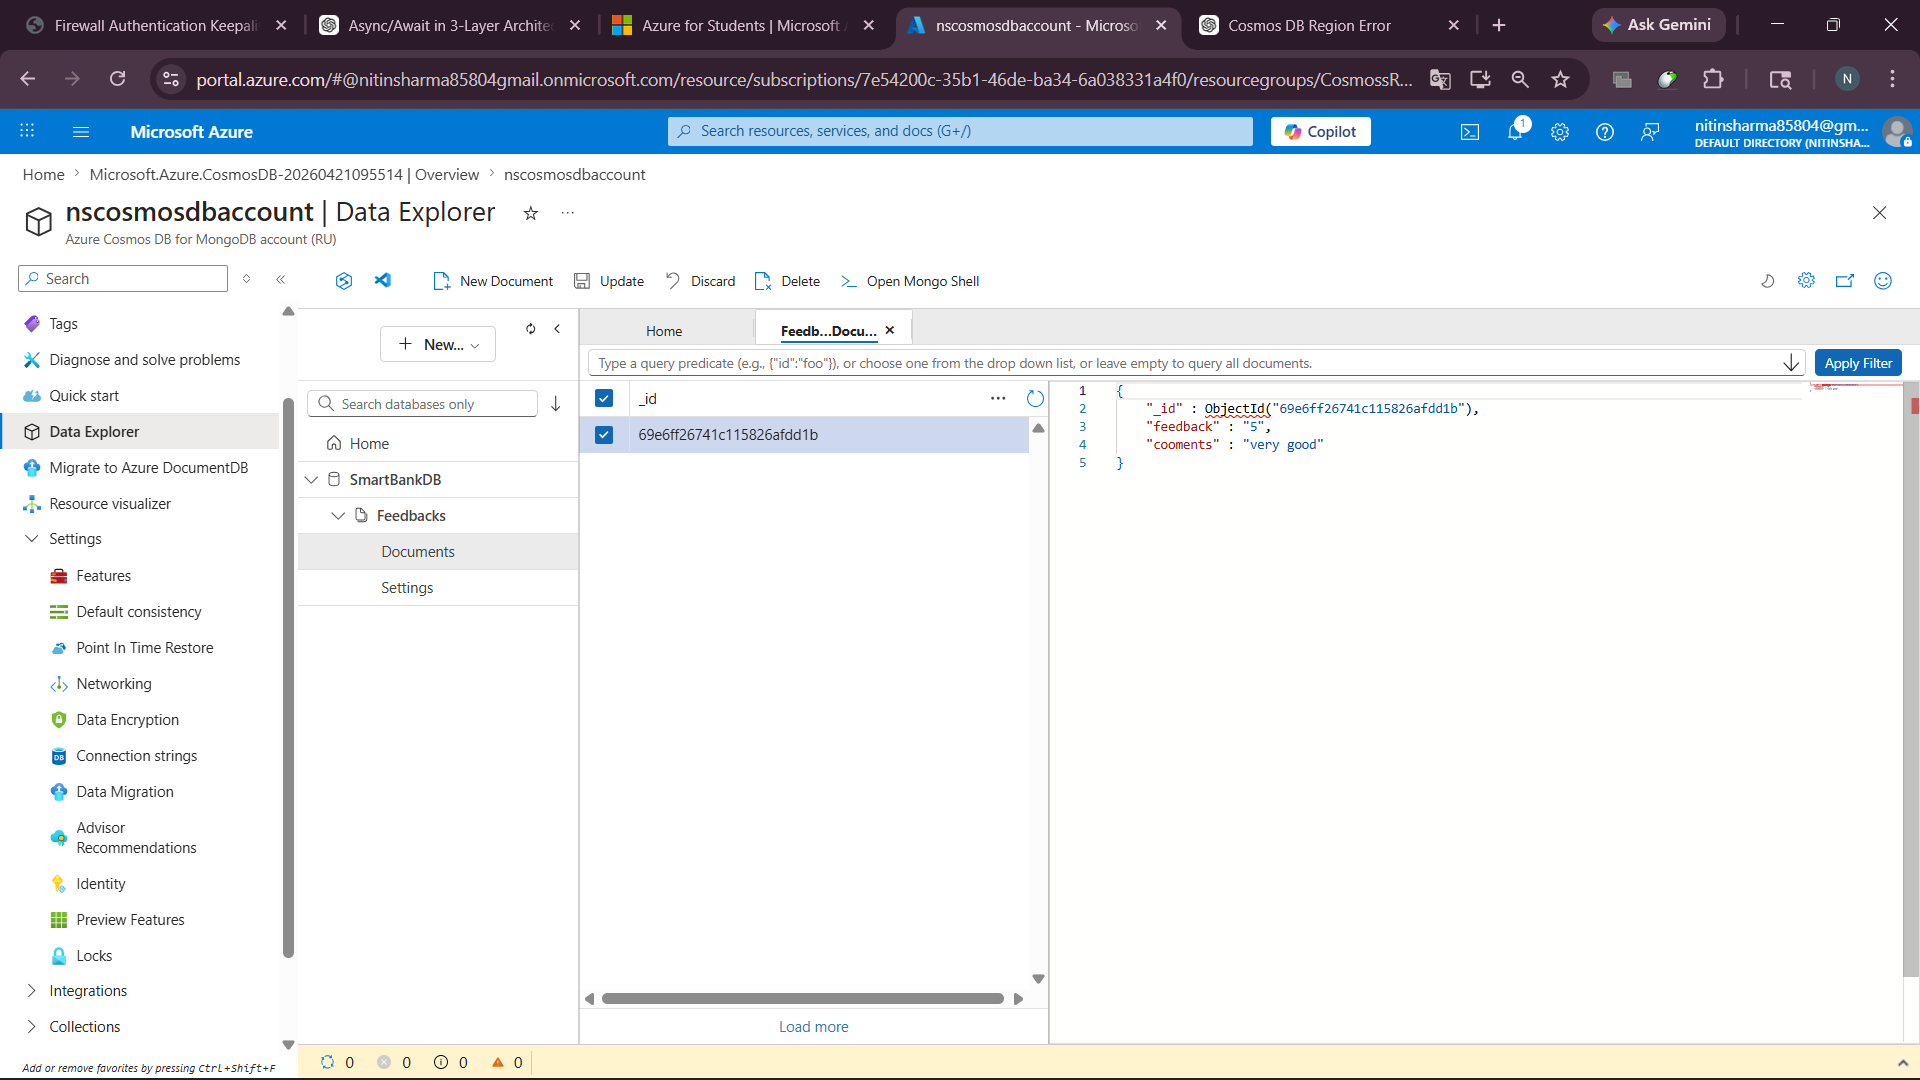 Firewall Authentication Keepali
Async/Await in 3-Layer Archite
Azure for Students | Microsoft
nscosmosdbaccount - Microso
Cosmos DB Region Error
Ask Gemini
portal.azure.com/#@nitinsharma85804gmail.onmicrosoft.com/resource/subscriptions/7e54200c-35b1-46de-ba34-6a038331a4f0/resourcegroups/CosmossR...
N
Microsoft Azure
Search resources, services, and docs (G+/)
Copilot
1
nitinsharma85804@gm...
DEFAULT DIRECTORY (NITINSHA...
Home > Microsoft.Azure.CosmosDB-20260421095514 | Overview > nscosmosdbaccount
nscosmosdbaccount | Data Explorer
Azure Cosmos DB for MongoDB account (RU)
Search
New Document
Update
Discard
Delete
Open Mongo Shell
Tags
Diagnose and solve problems
Quick start
Data Explorer
Migrate to Azure DocumentDB
Resource visualizer
Settings
Features
Default consistency
Point In Time Restore
Networking
Data Encryption
Connection strings
Data Migration
Advisor
Recommendations
Identity
Preview Features
Locks
Integrations
Collections
Add or remove favorites by pressing Ctrl+Shift+F
New...
Search databases only
Home
SmartBankDB
Feedbacks
Documents
Settings
Home
Feedb...Docu...
Type a query predicate (e.g., {"id":"foo"}), or choose one from the drop down list, or leave empty to query all documents.
Apply Filter
_id
69e6ff26741c115826afdd1b
Load more
1 {
2 "_id" : ObjectId("69e6ff26741c115826afdd1b"),
3 "feedback" : "5",
4 "cooments" : "very good"
5 }
0 0 0 0